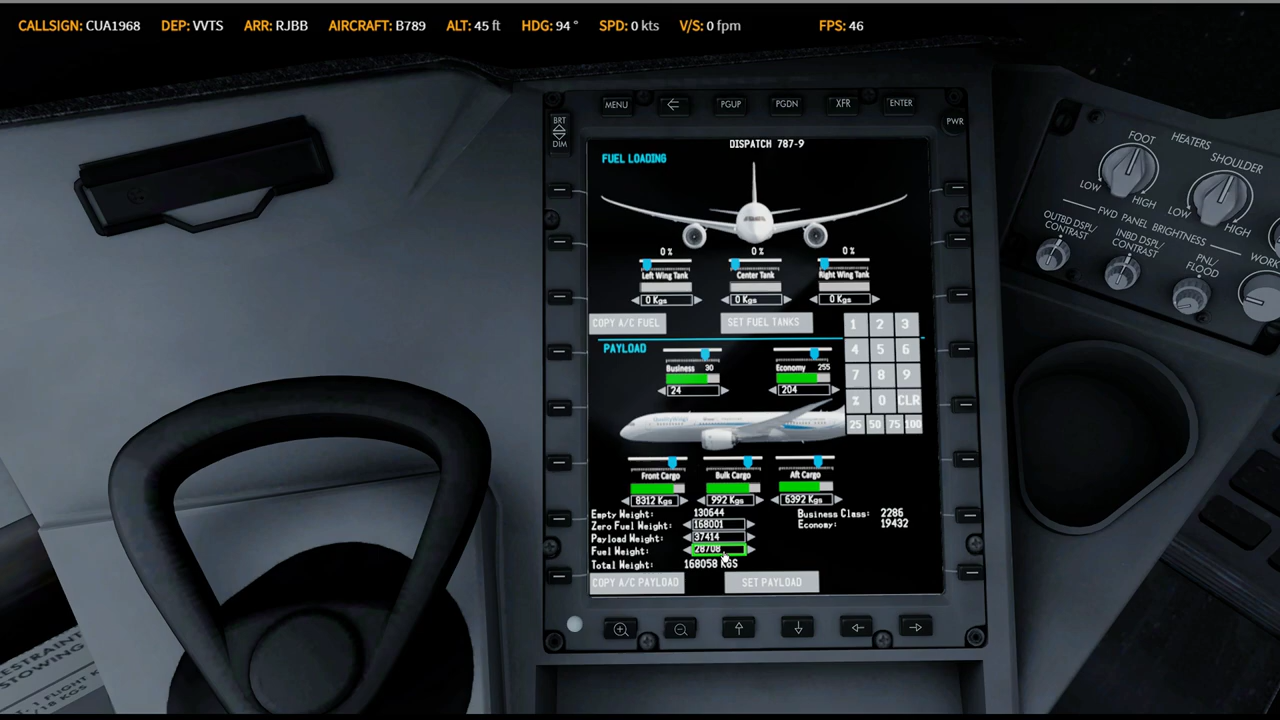 CALLSIGN: CUA1968 DEP: VVTS ARR: RJBB AIRCRAFT: B789 ALT: 45 ft HDG: 94 ° SPD: 0 kts V/S: 0 fpm FPS: 46
MENU PGUP PGDN XFR ENTER
BRT
DIM
PWR
DISPATCH 787-9
FUEL LOADING
0 % 0 % 0 %
Left Wing Tank Center Tank Right Wing Tank
0 Kgs 0 Kgs 0 Kgs
COPY A/C FUEL SET FUEL TANKS
1 2 3
4 5 6
7 8 9
% 0 CLR
25 50 75 100
PAYLOAD
Business 30 Economy 255
24 204
Front Cargo Bulk Cargo Aft Cargo
8312 Kgs 992 Kgs 6392 Kgs
Empty Weight: 130644
Zero Fuel Weight: 168001
Payload Weight: 37414
Fuel Weight: 28708
Total Weight: 168058 KGS
Business Class: 2286
Economy: 19432
COPY A/C PAYLOAD SET PAYLOAD
HEATERS
FOOT SHOULDER
LOW HIGH LOW HIGH
FWD PANEL BRIGHTNESS
OUTBD DSPL/
CONTRAST
INBD DSPL/
CONTRAST
PNL/
FLOOD
STOWING